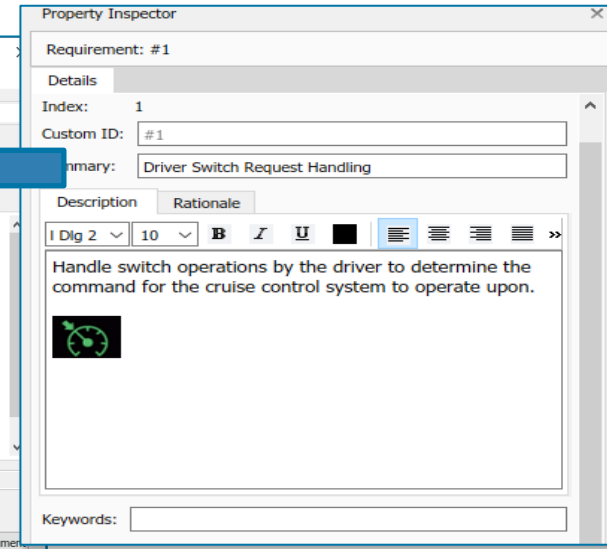 Property Inspector
Requirement: #1
Details
Index: 1
Custom ID: #1
mmary: Driver Switch Request Handling
Description Rationale
l Dlg 2 10 B I U »
Handle switch operations by the driver to determine the
command for the cruise control system to operate upon.
Keywords: